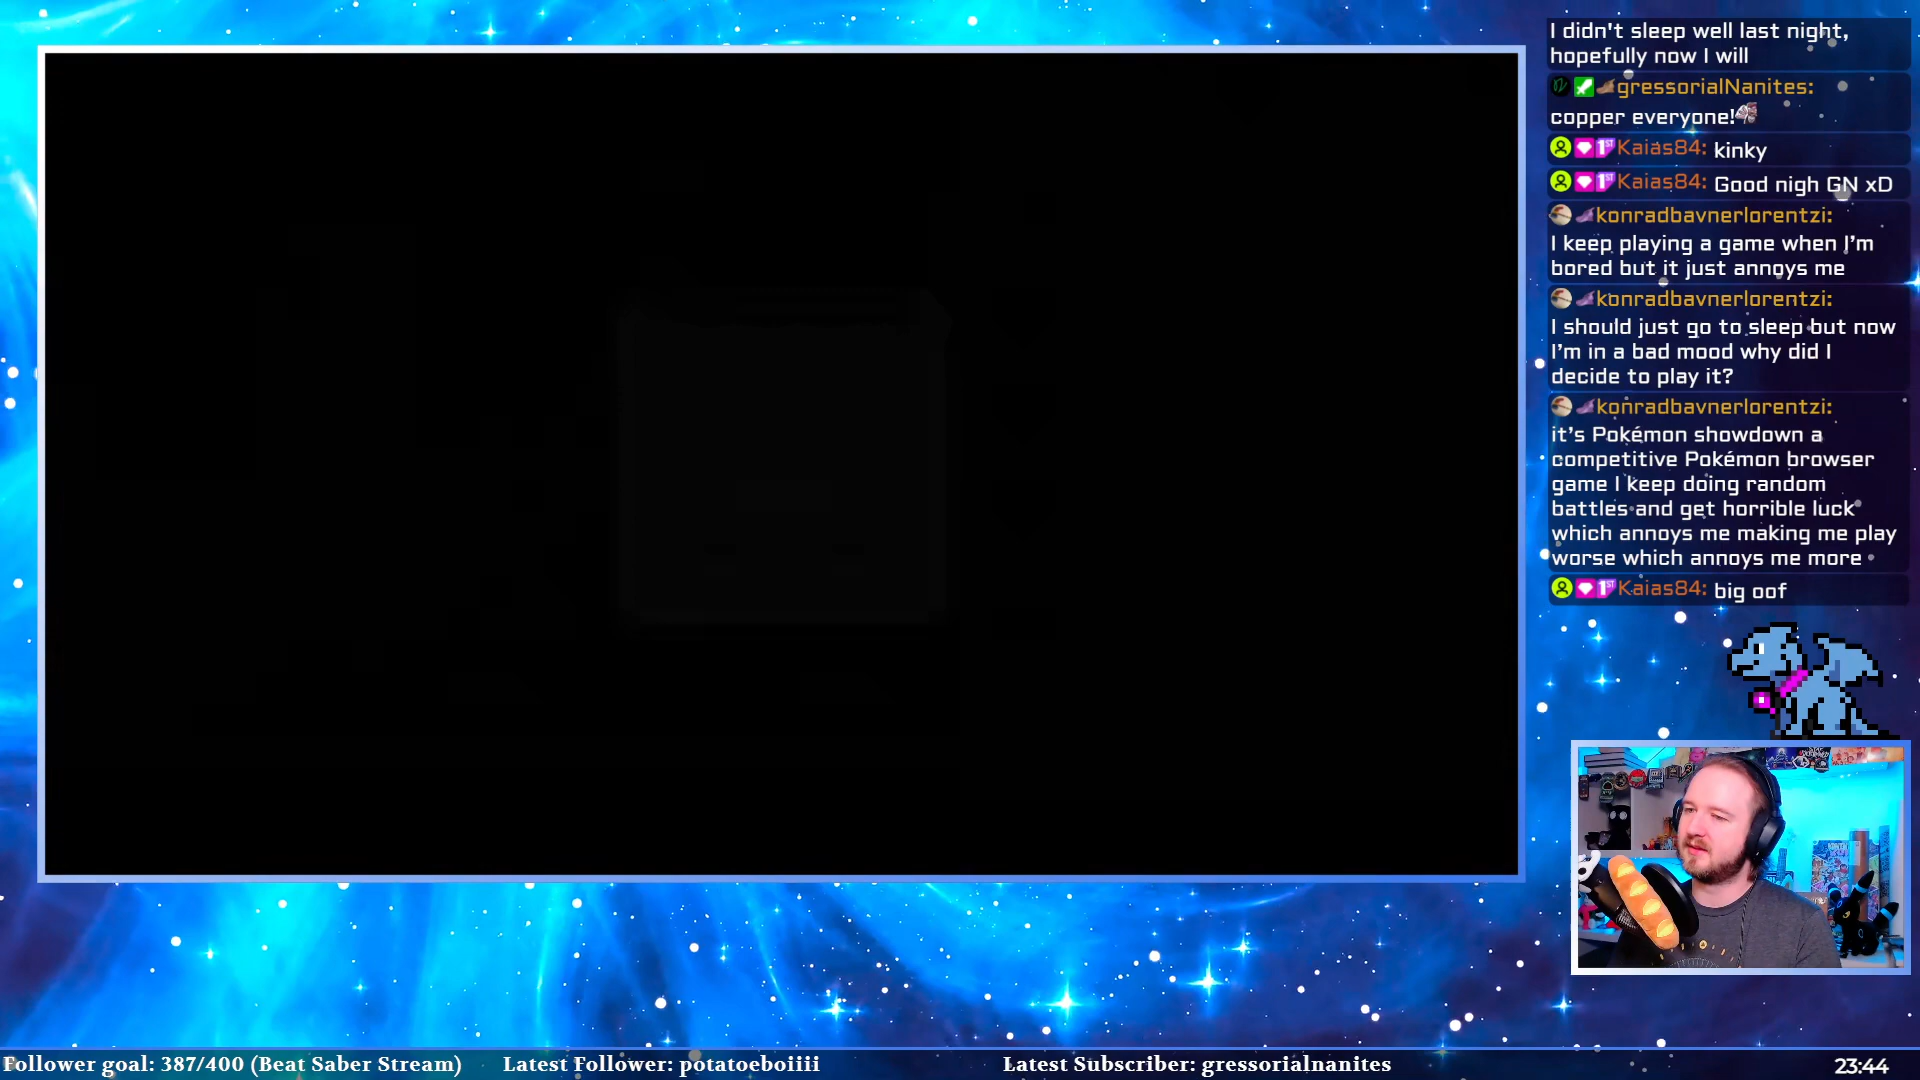 I didn't sleep well last night,
hopefully now I will
gressorialNanites:
copper everyone!
Kaias84: kinky
Kaias84: Good nigh GN xD
konradbavnerlorentzi:
I keep playing a game when I'm
bored but it just annoys me
konradbavnerlorentzi:
I should just go to sleep but now
I'm in a bad mood why did I
decide to play it?
konradbavnerlorentzi:
it's Pokémon showdown a
competitive Pokémon browser
game I keep doing random
battles and get horrible luck
which annoys me making me play
worse which annoys me more
Kaias84: big oof
Follower goal: 387/400 (Beat Saber Stream) Latest Follower: potatoeboiiii Latest Subscriber: gressorialnanites 23:44